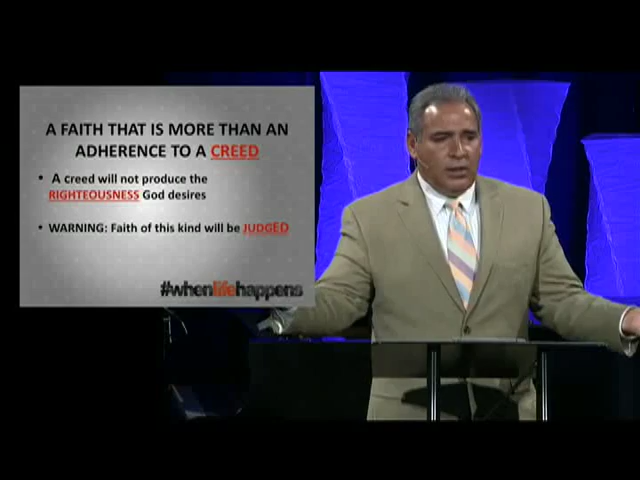 A FAITH THAT IS MORE THAN AN
ADHERENCE TO A CREED
• A creed will not produce the
RIGHTEOUSNESS God desires
• WARNING: Faith of this kind will be JUDGED
#whenlifehappens